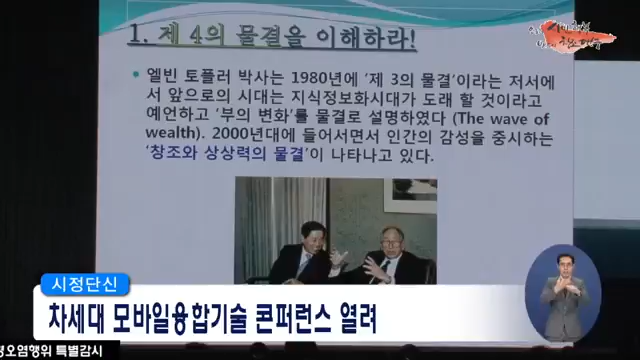 1. 제 4의 물결을 이해하라!
• 엘빈 토플러 박사는 1980년에 '제 3의 물결'이라는 저서에
서 앞으로의 시대는 지식정보화시대가 도래 할 것이라고
예언하고 '부의 변화'를 물결로 설명하였다 (The wave of
wealth). 2000년대에 들어서면서 인간의 감성을 중시하는
'창조와 상상력의 물결'이 나타나고 있다.
시정단신
차세대 모바일융합기술 콘퍼런스 열려
경오염행위 특별감시